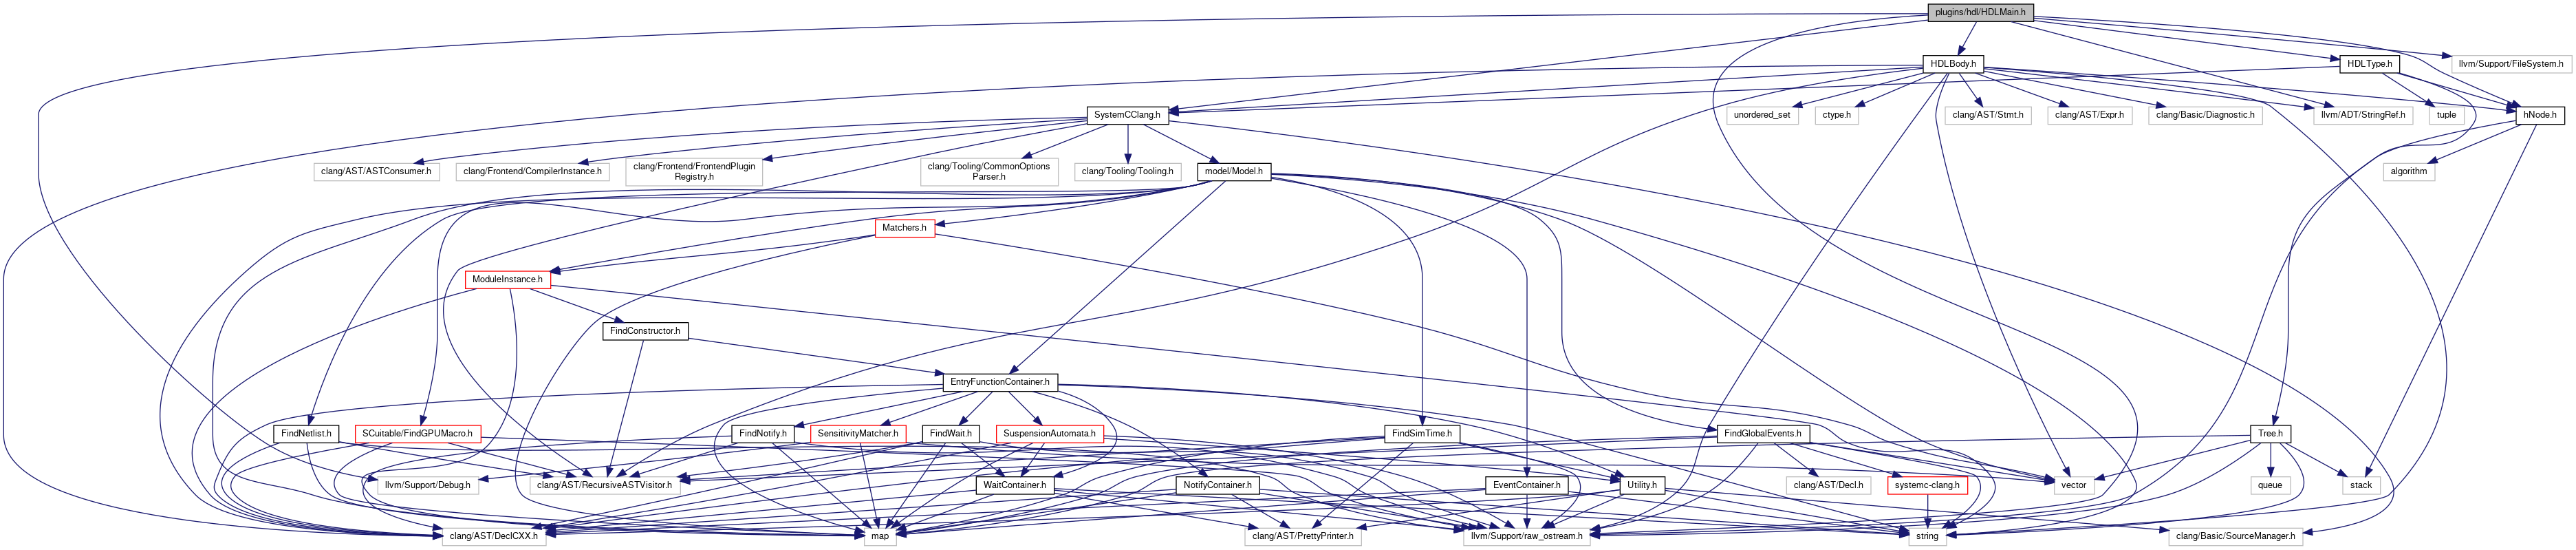 plugins/hdl/HDLMain.h
HDLBody.h
HDLType.h
llvm/Support/FileSystem.h
SystemCClang.h
unordered_set
ctype.h
clang/AST/Stmt.h
clang/AST/Expr.h
clang/Basic/Diagnostic.h
llvm/ADT/StringRef.h
tuple
hNode.h
clang/AST/ASTConsumer.h
clang/Frontend/CompilerInstance.h
clang/Frontend/FrontendPlugin
Registry.h
clang/Tooling/CommonOptions
Parser.h
clang/Tooling/Tooling.h
model/Model.h
algorithm
Matchers.h
ModuleInstance.h
FindConstructor.h
EntryFunctionContainer.h
FindNetlist.h
SCuitable/FindGPUMacro.h
FindNotify.h
SensitivityMatcher.h
FindWait.h
SuspensionAutomata.h
FindSimTime.h
FindGlobalEvents.h
Tree.h
llvm/Support/Debug.h
clang/AST/RecursiveASTVisitor.h
WaitContainer.h
NotifyContainer.h
EventContainer.h
Utility.h
clang/AST/Decl.h
systemc-clang.h
vector
queue
stack
clang/AST/DeclCXX.h
map
clang/AST/PrettyPrinter.h
llvm/Support/raw_ostream.h
string
clang/Basic/SourceManager.h